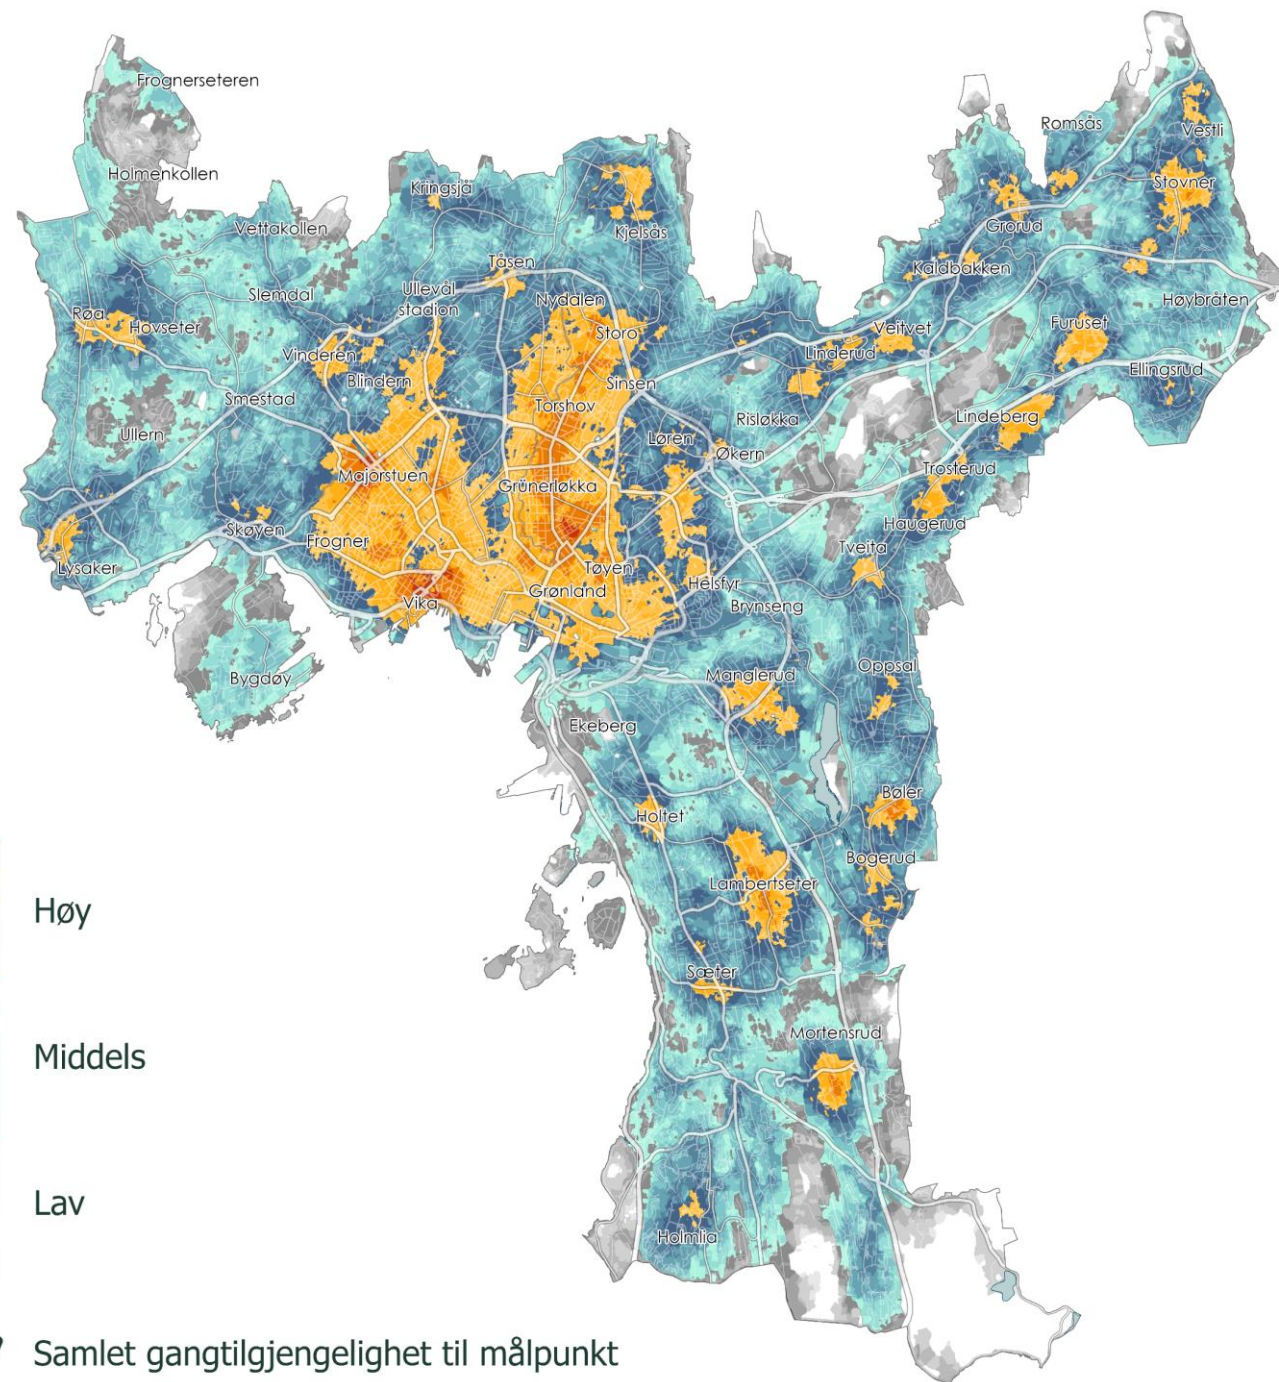 Frognerseteren
Romsås
Vestli
Holmenkollen
Kringsjå
Stovner
Vettakollen
Kjelsås
Grorud
Tåsen
Kaldbakken
Ullevål
stadion
Slemdal
Nydalen
Høybråten
Røa
Hovseter
Storo
Veitvet
Furuset
Vinderen
Linderud
Blindern
Sinsen
Ellingsrud
Smestad
Torshov
Risløkka
Lindeberg
Ullern
Løren
Økern
Majorstuen
Grünerløkka
Trosterud
Skøyen
Haugerud
Frogner
Tveita
Lysaker
Tøyen
Helsfyr
Vika
Grønland
Brynseng
Bygdøy
Manglerud
Oppsal
Ekeberg
Bøler
Holtet
Bogerud
Lambertseter
Høy
Sæter
Mortensrud
Middels
Lav
Holmlia
Samlet gangtilgjengelighet til målpunkt